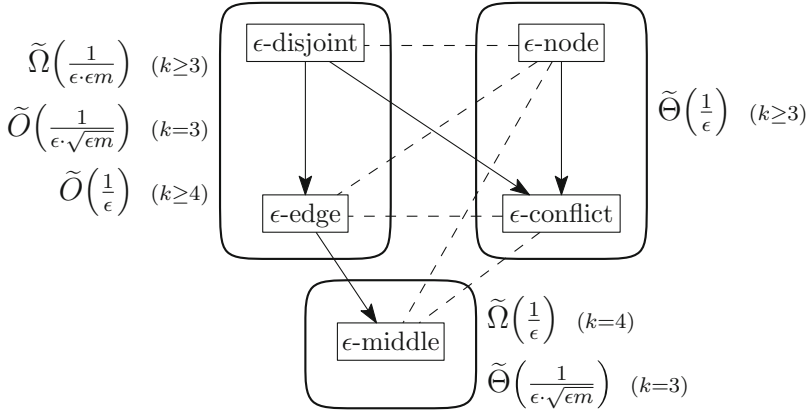 ϵ-disjoint
ϵ-node
Ω̃(1/(ϵ·ϵm)) (k≥3)
Õ(1/(ϵ·√(ϵm))) (k=3)
Õ(1/ϵ) (k≥4)
Θ̃(1/ϵ) (k≥3)
ϵ-edge
ϵ-conflict
ϵ-middle
Ω̃(1/ϵ) (k=4)
Θ̃(1/(ϵ·√(ϵm))) (k=3)